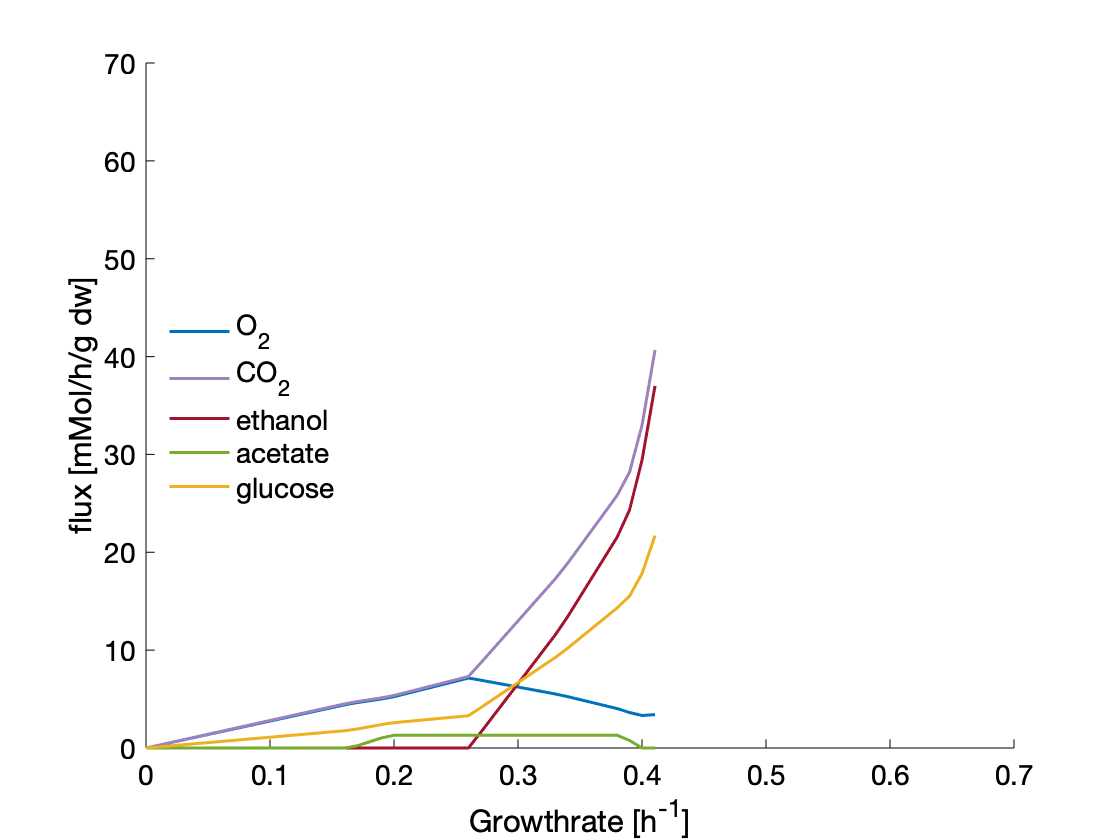 70
60
50
40
30
20
10
0
flux [mMol/h/g dw]
O₂
CO₂
ethanol
acetate
glucose
0 0.1 0.2 0.3 0.4 0.5 0.6 0.7
Growthrate [h⁻¹]